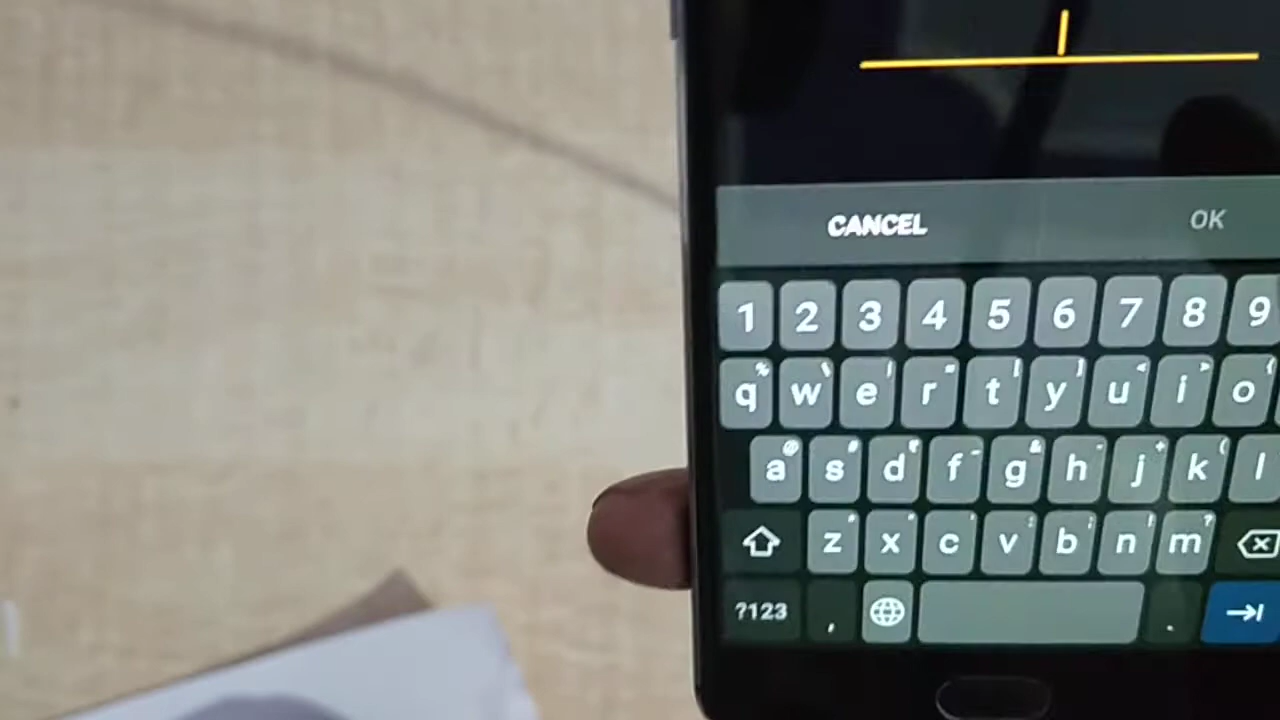 CANCEL OK
1 2 3 4 5 6 7 8 9
q w e r t y u i o
a s d f g h j k l
z x c v b n m
?123 , .